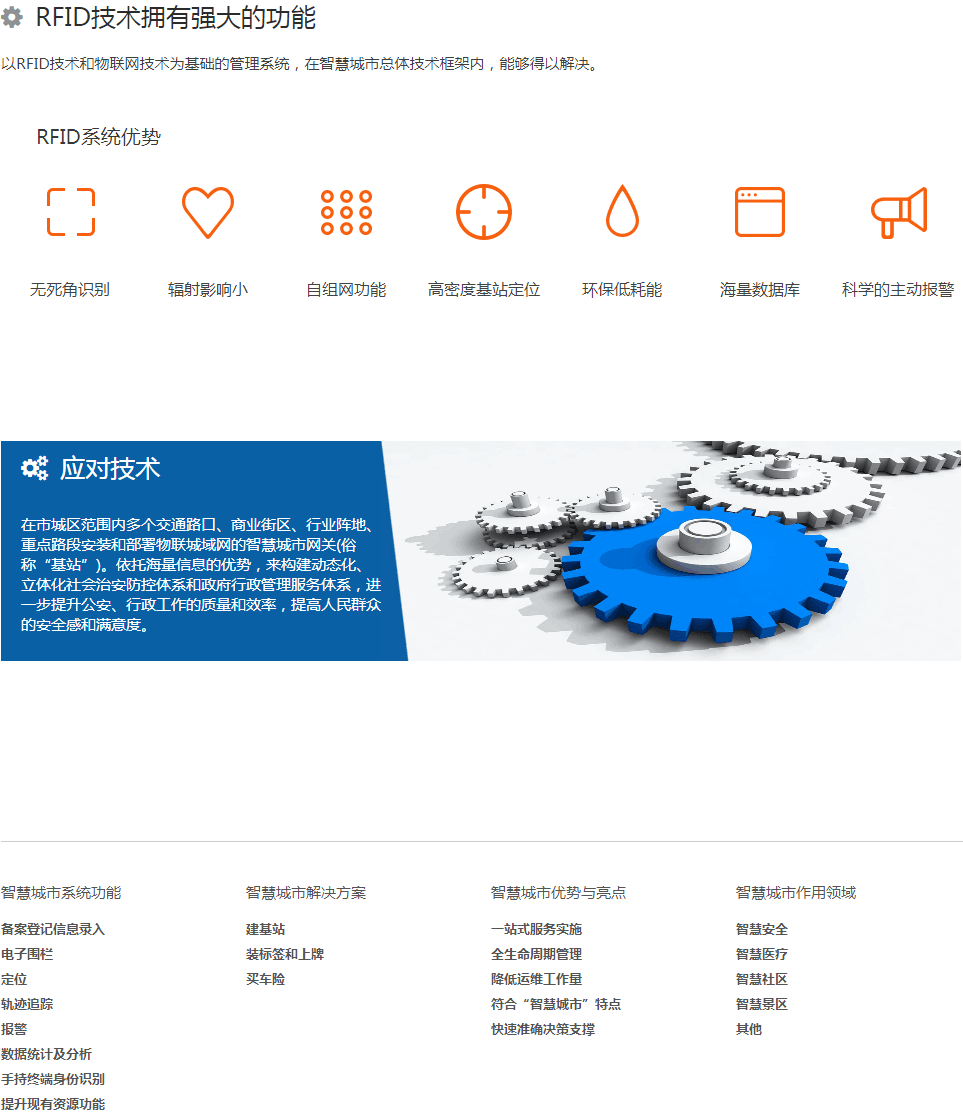 RFID技术拥有强大的功能
以RFID技术和物联网技术为基础的管理系统，在智慧城市总体技术框架内，能够得以解决。
RFID系统优势
无死角识别 辐射影响小 自组网功能 高密度基站定位 环保低耗能 海量数据库 科学的主动报警
应对技术
在市城区范围内多个交通路口、商业街区、行业阵地、
重点路段安装和部署物联城域网的智慧城市网关(俗
称“基站”)。依托海量信息的优势，来构建动态化、
立体化社会治安防控体系和政府行政管理服务体系，进
一步提升公安、行政工作的质量和效率，提高人民群众
的安全感和满意度。
智慧城市系统功能
备案登记信息录入
电子围栏
定位
轨迹追踪
报警
数据统计及分析
手持终端身份识别
提升现有资源功能
智慧城市解决方案
建基站
装标签和上牌
买车险
智慧城市优势与亮点
一站式服务实施
全生命周期管理
降低运维工作量
符合“智慧城市”特点
快速准确决策支撑
智慧城市作用领域
智慧安全
智慧医疗
智慧社区
智慧景区
其他